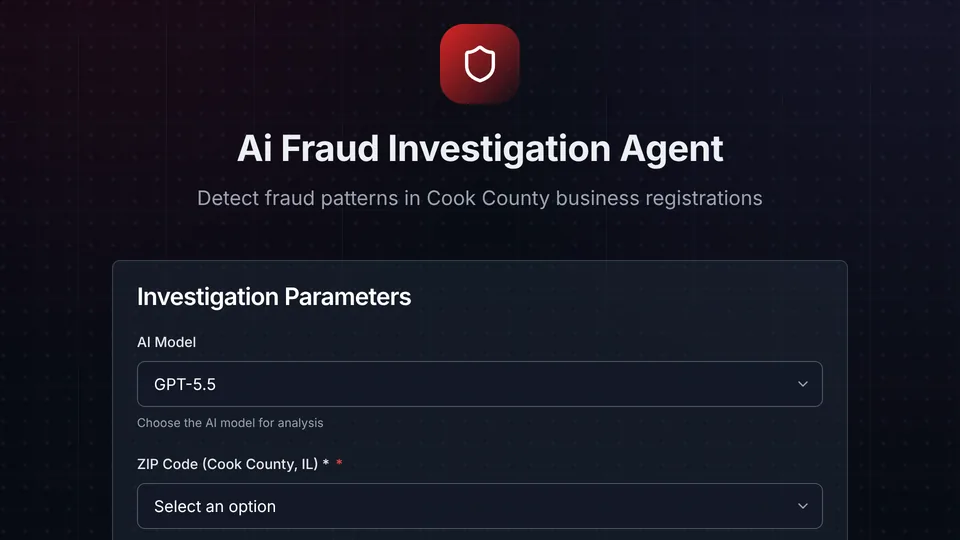 Ai Fraud Investigation Agent
Detect fraud patterns in Cook County business registrations
Investigation Parameters
AI Model
GPT-5.5
Choose the AI model for analysis
ZIP Code (Cook County, IL) * *
Select an option